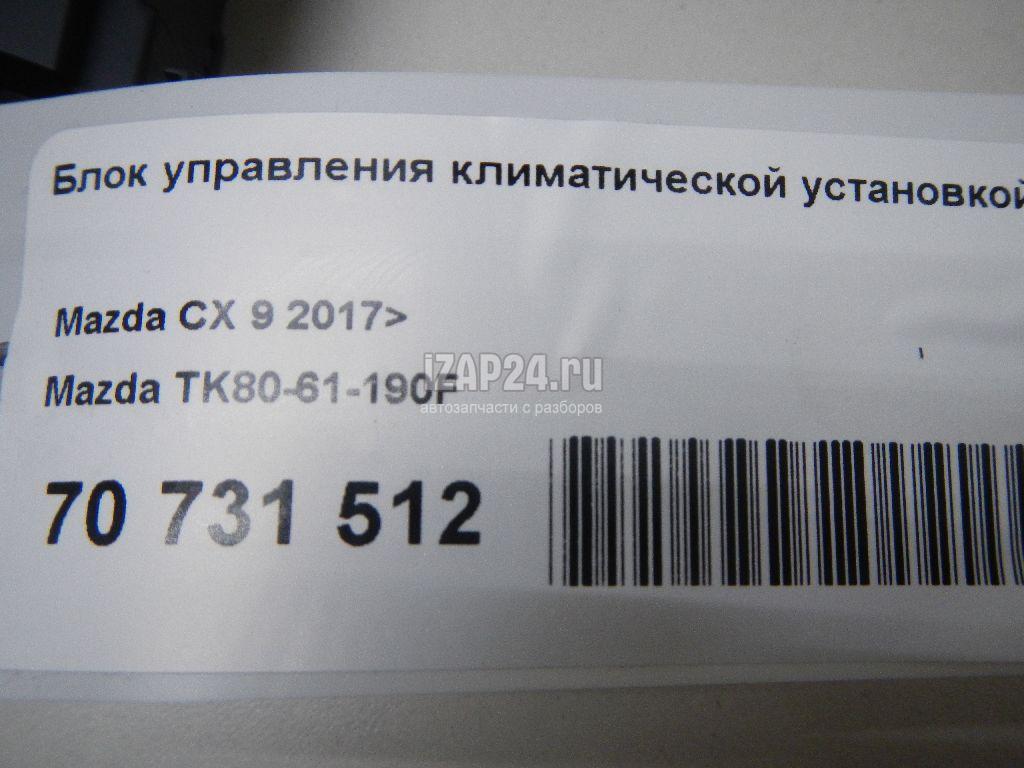 Блок управления климатической установкой
Mazda CX 9 2017>
iZAP24.ru
Mazda TK80-61-190F
автозапчасти с разборов
70 731 512